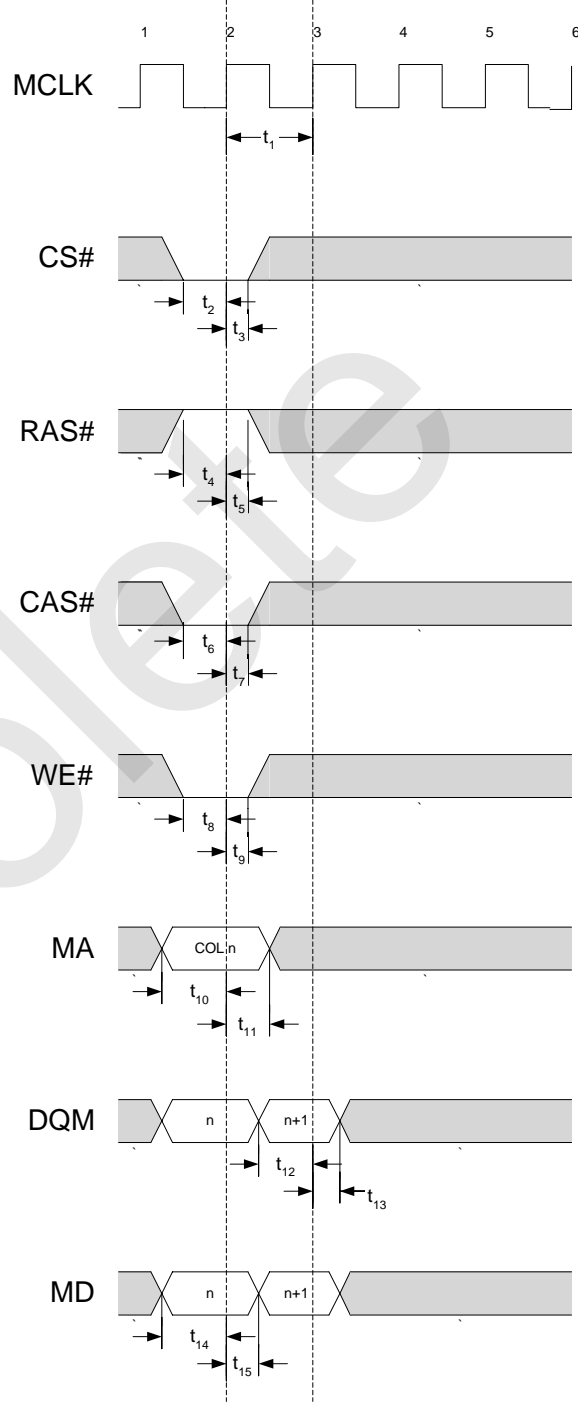 1 2 3 4 5 6
MCLK
t1
CS#
t2
t3
RAS#
t4
t5
CAS#
t6
t7
WE#
t8
t9
MA
COL n
t10
t11
DQM
n n+1
t12
t13
MD
n n+1
t14
t15
olete